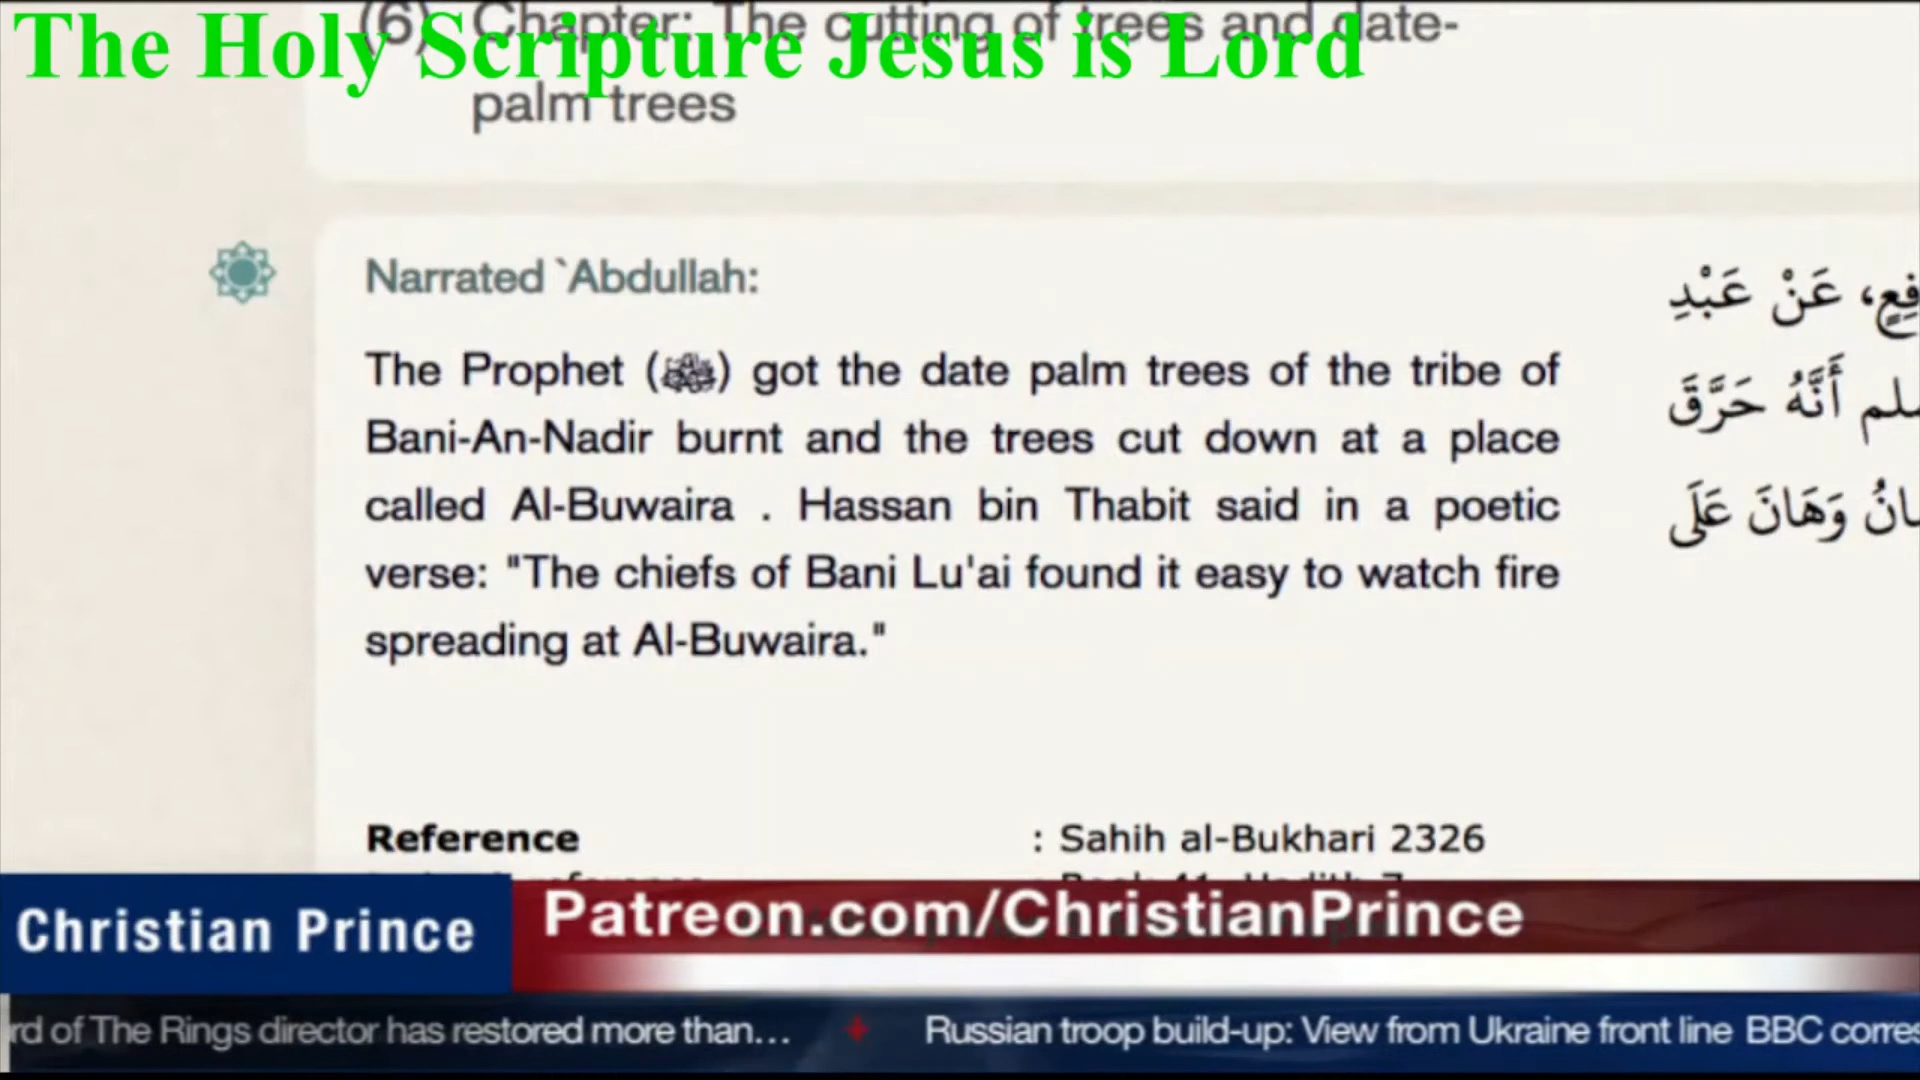 (6) Chapter: The cutting of trees and date-
The Holy Scripture Jesus is Lord
palm trees
Narrated `Abdullah:
عَنْ عَبْدِ
The Prophet (ﷺ) got the date palm trees of the tribe of
أَنَّهُ حَرَّقَ
Bani-An-Nadir burnt and the trees cut down at a place
called Al-Buwaira . Hassan bin Thabit said in a poetic
وَهَانَ عَلَى
verse: "The chiefs of Bani Lu'ai found it easy to watch fire
spreading at Al-Buwaira."
Reference : Sahih al-Bukhari 2326
Christian Prince
Patreon.com/ChristianPrince
rd of The Rings director has restored more than... Russian troop build-up: View from Ukraine front line BBC corres